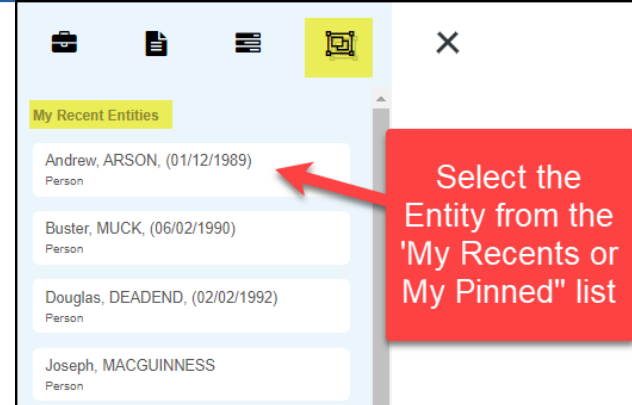 My Recent Entities
Andrew, ARSON, (01/12/1989)
Person
Buster, MUCK, (06/02/1990)
Person
Douglas, DEADEND, (02/02/1992)
Person
Joseph, MACGUINNESS
Person
Select the
Entity from the
'My Recents or
My Pinned" list